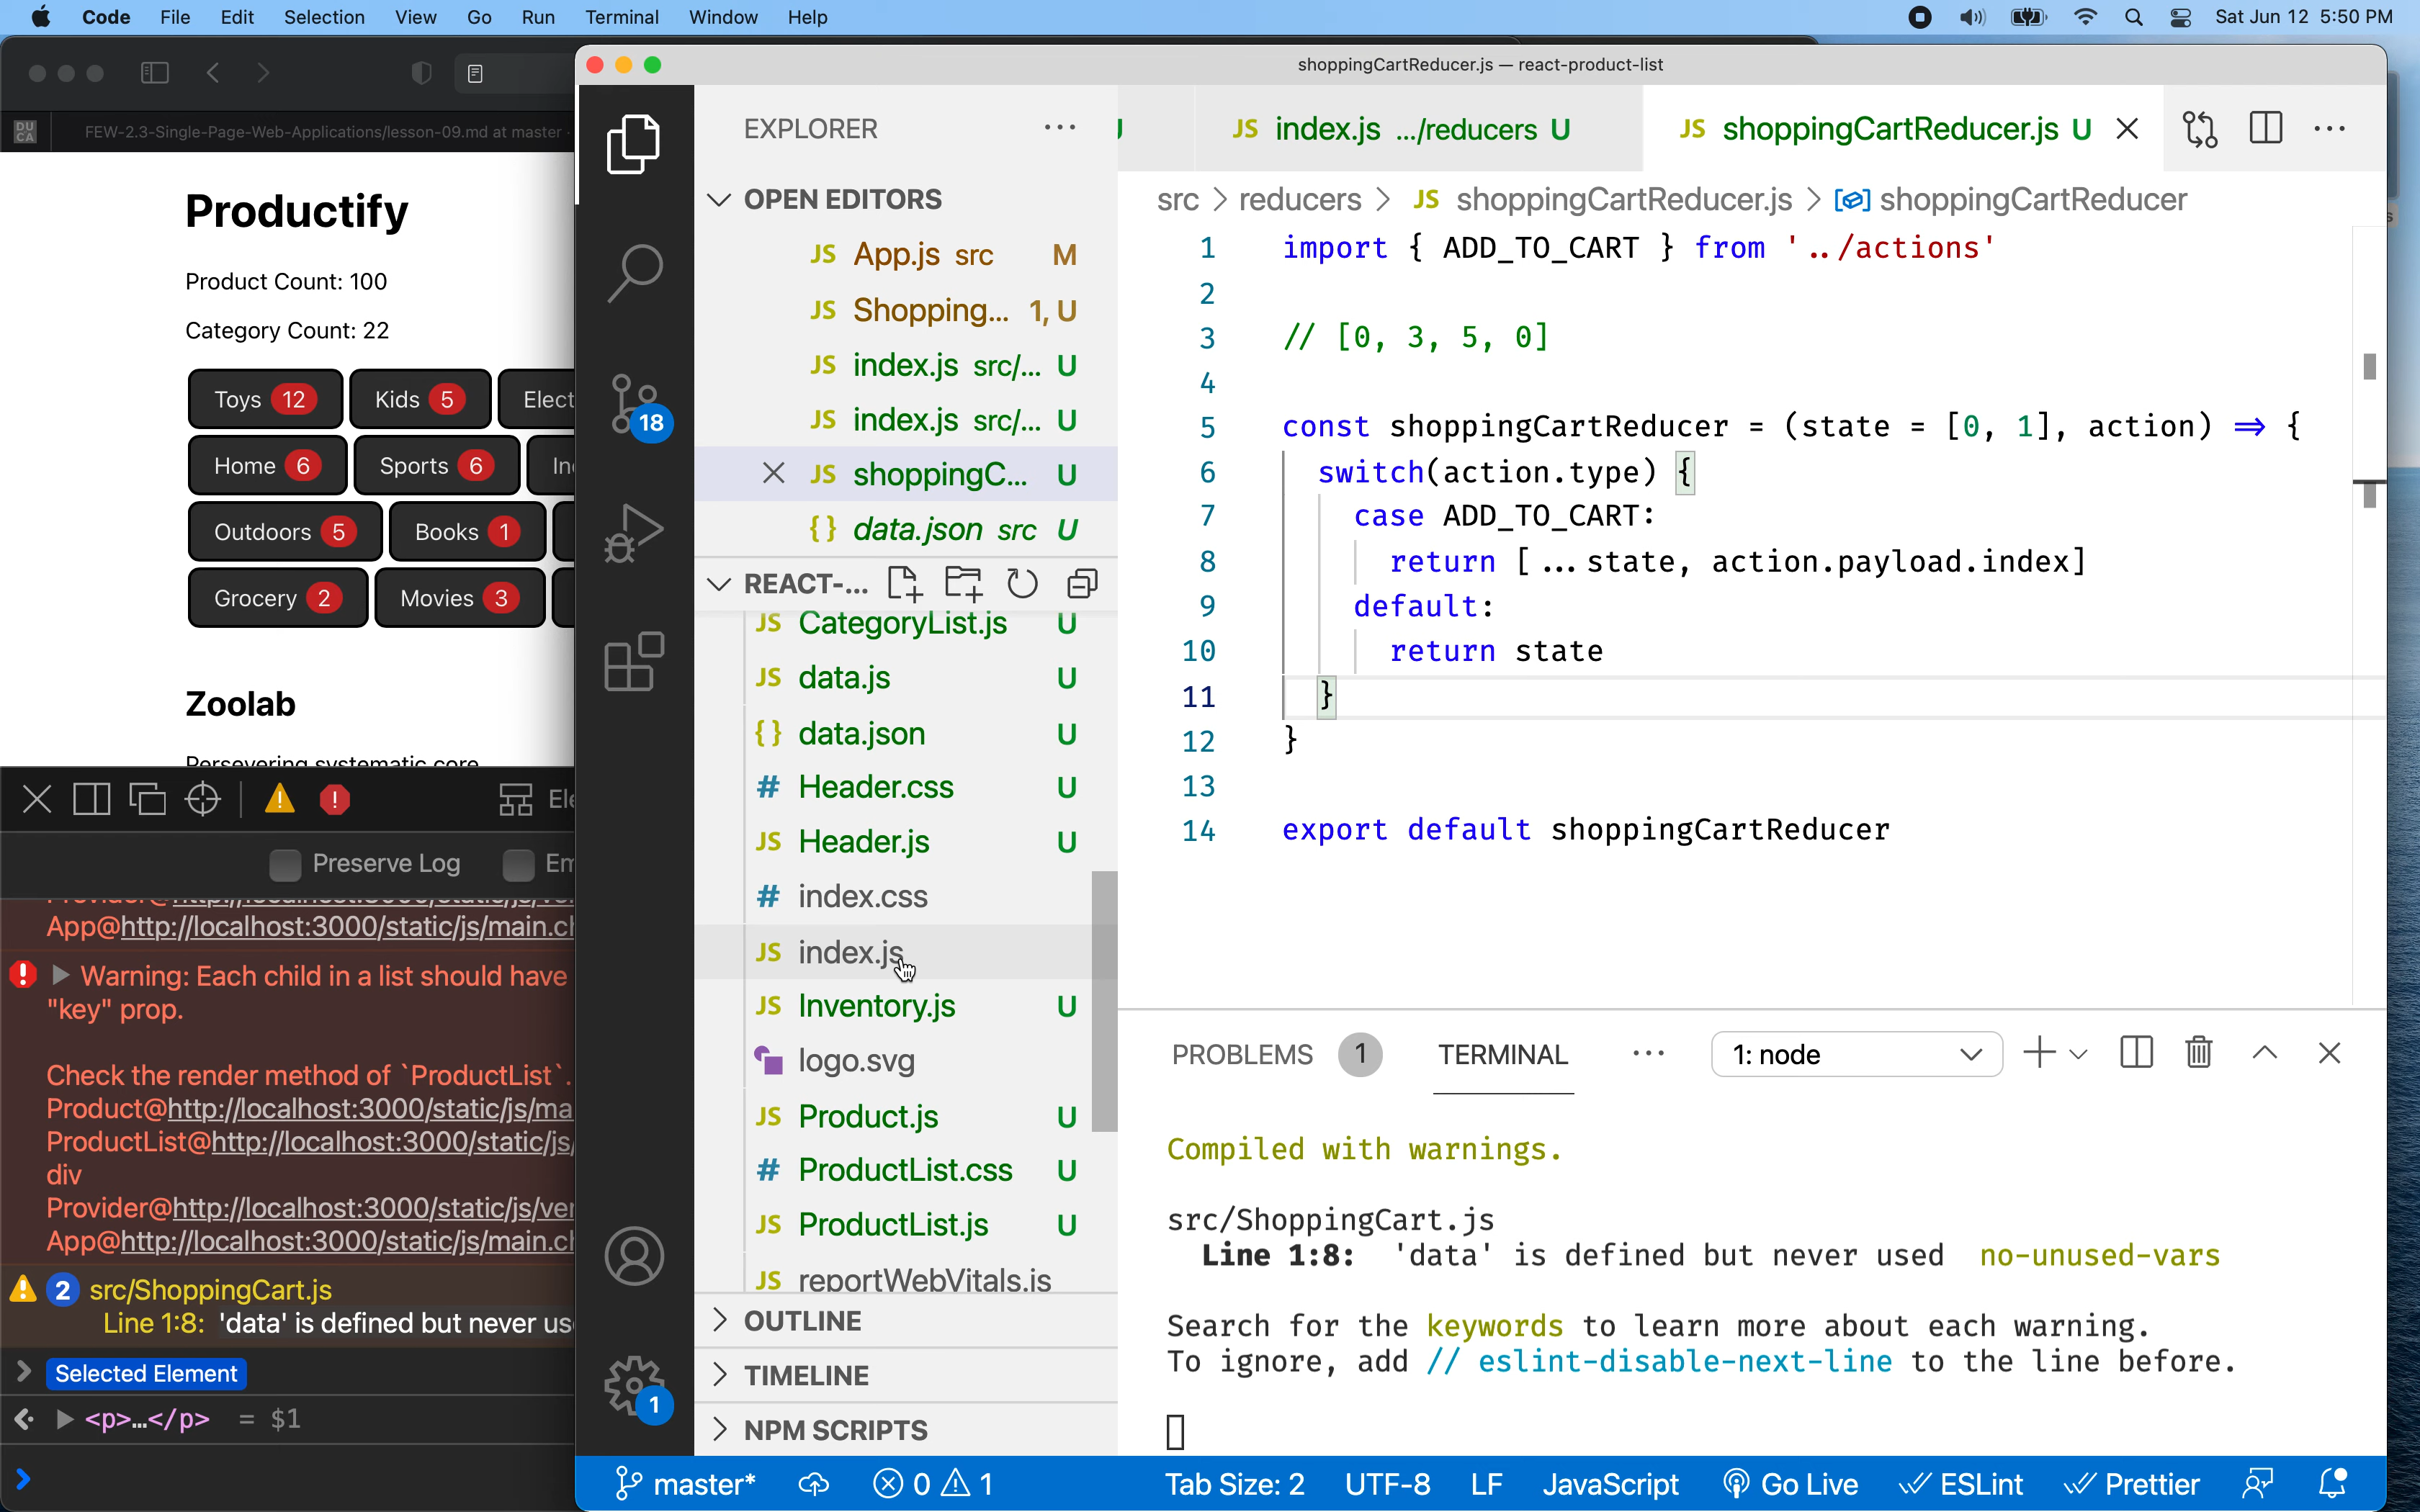 Code File Edit Selection View Go Run Terminal Window Help Sat Jun 12 5:50 PM
FEW-2.3-Single-Page-Web-Applications/lesson-09.md at master
DU
CA
Productify
Product Count: 100
Category Count: 22
Toys 12 Kids 5 Elect
Home 6 Sports 6 In
Outdoors 5 Books 1
Grocery 2 Movies 3
Zoolab
Persevering systematic core
Ele
Preserve Log Em
App@http://localhost:3000/static/js/main.ch
Warning: Each child in a list should have
"key" prop.
Check the render method of `ProductList`.
Product@http://localhost:3000/static/js/ma
ProductList@http://localhost:3000/static/js/
div
Provider@http://localhost:3000/static/js/ver
App@http://localhost:3000/static/js/main.ch
2 src/ShoppingCart.js
Line 1:8: 'data' is defined but never us
Selected Element
<p>…</p> = $1
shoppingCartReducer.js — react-product-list
EXPLORER
OPEN EDITORS
JS App.js src M
JS Shopping... 1, U
JS index.js src/... U
JS index.js src/... U
JS shoppingC... U
{} data.json src U
REACT-...
JS CategoryList.js U
JS data.js U
{} data.json U
# Header.css U
JS Header.js U
# index.css
JS index.js
JS Inventory.js U
logo.svg
JS Product.js U
# ProductList.css U
JS ProductList.js U
JS reportWebVitals.js
OUTLINE
TIMELINE
NPM SCRIPTS
18
1
JS index.js .../reducers U JS shoppingCartReducer.js U
src > reducers > JS shoppingCartReducer.js > shoppingCartReducer
1 import { ADD_TO_CART } from '../actions'
2
3 // [0, 3, 5, 0]
4
5 const shoppingCartReducer = (state = [0, 1], action) => {
6 switch(action.type) {
7 case ADD_TO_CART:
8 return [...state, action.payload.index]
9 default:
10 return state
11 }
12 }
13
14 export default shoppingCartReducer
PROBLEMS 1 TERMINAL 1: node
Compiled with warnings.
src/ShoppingCart.js
Line 1:8: 'data' is defined but never used no-unused-vars
Search for the keywords to learn more about each warning.
To ignore, add // eslint-disable-next-line to the line before.
master* 0 1 Tab Size: 2 UTF-8 LF JavaScript Go Live ESLint Prettier